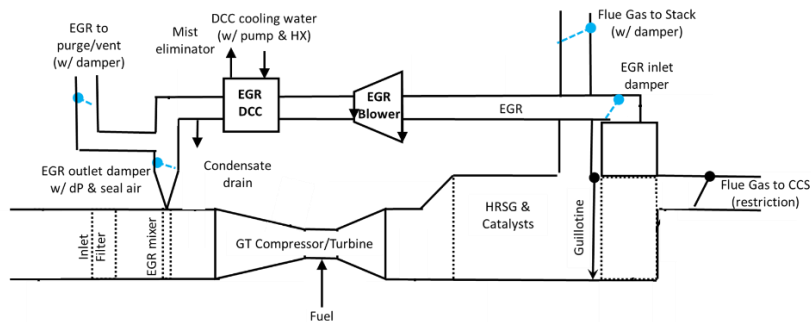 EGR to
purge/vent
(w/ damper)
Mist
eliminator
DCC cooling water
(w/ pump & HX)
Flue Gas to Stack
(w/ damper)
EGR inlet
damper
EGR
DCC
EGR
Blower
EGR
EGR outlet damper
w/ dP & seal air
Condensate
drain
Flue Gas to CCS
(restriction)
Inlet
Filter
EGR mixer
GT Compressor/Turbine
HRSG &
Catalysts
Guillotine
Fuel